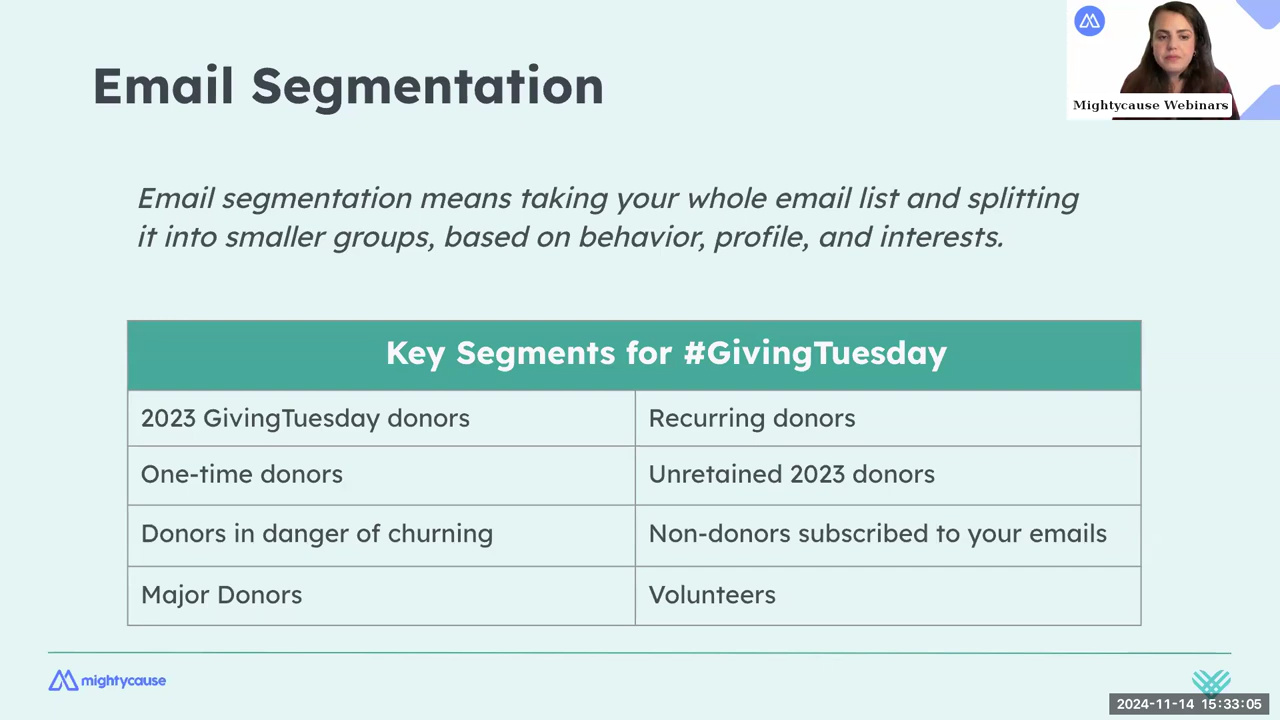 Email Segmentation
Mightycause Webinars
Email segmentation means taking your whole email list and splitting
it into smaller groups, based on behavior, profile, and interests.
Key Segments for #GivingTuesday
2023 GivingTuesday donors
Recurring donors
One-time donors
Unretained 2023 donors
Donors in danger of churning
Non-donors subscribed to your emails
Major Donors
Volunteers
mightycause
2024-11-14 15:33:05